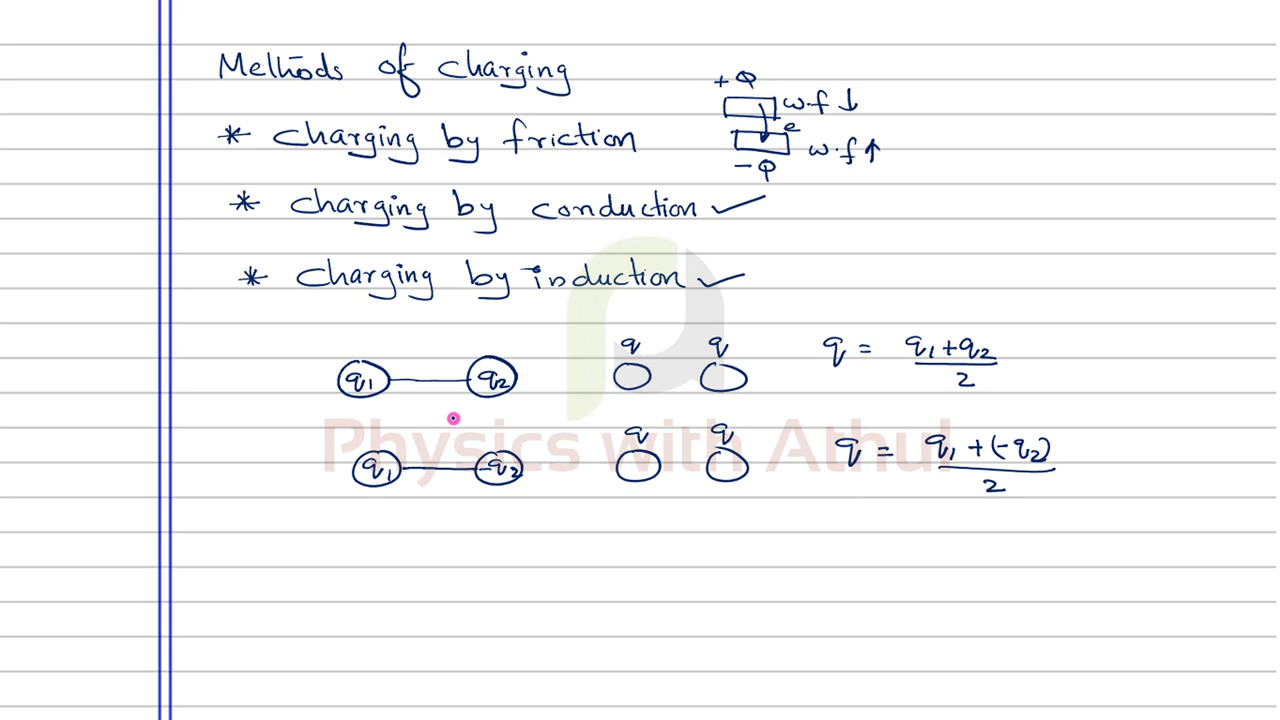 Methods of charging
+Q
w.f ↓
* charging by friction
e
w.f ↑
-Q
* charging by conduction ✓
* charging by induction ✓
q1 q2 q q q = q1+q2 / 2
Physics with Athul
q1 -q2 q q q = q1 + (-q2) / 2